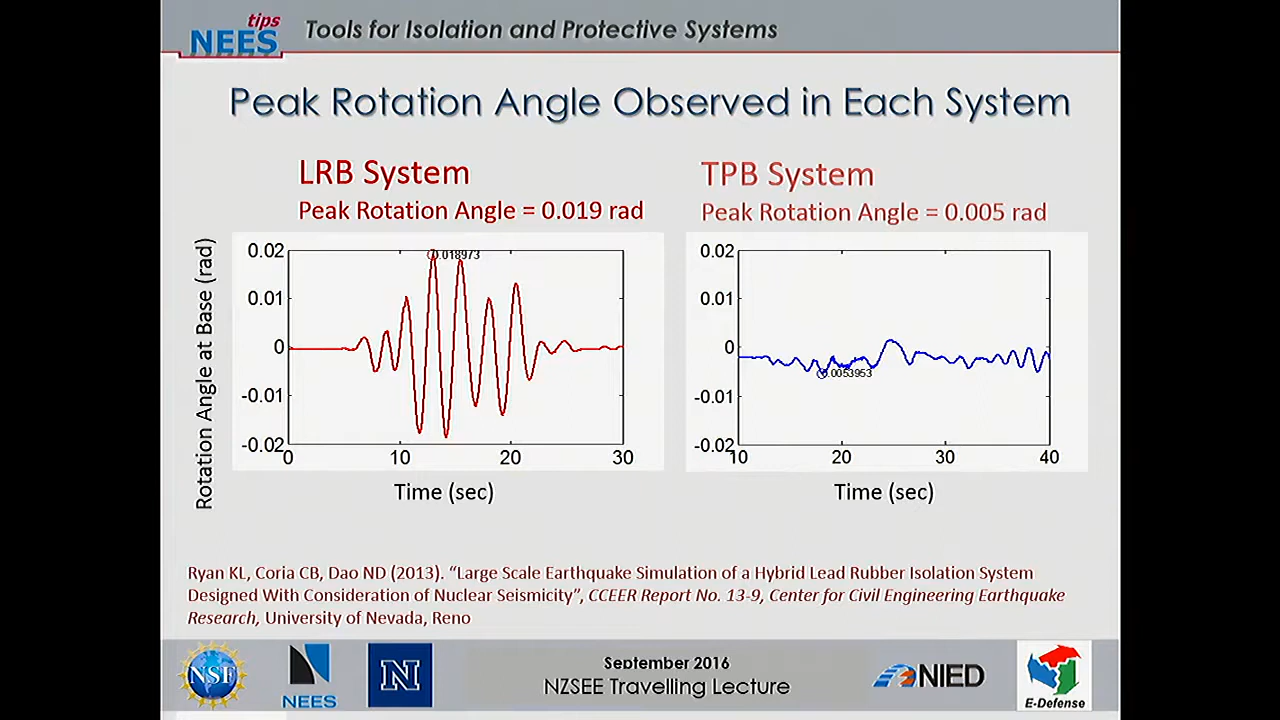 tips
NEES
Tools for Isolation and Protective Systems
Peak Rotation Angle Observed in Each System
LRB System
Peak Rotation Angle = 0.019 rad
TPB System
Peak Rotation Angle = 0.005 rad
Rotation Angle at Base (rad)
0.02
0.01
0
-0.01
-0.02
0.018973
0
10
20
30
Time (sec)
0.02
0.01
0
-0.01
-0.02
0.0053953
10
20
30
40
Time (sec)
Ryan KL, Coria CB, Dao ND (2013). “Large Scale Earthquake Simulation of a Hybrid Lead Rubber Isolation System
Designed With Consideration of Nuclear Seismicity”, CCEER Report No. 13-9, Center for Civil Engineering Earthquake
Research, University of Nevada, Reno
NSF
NEES
N
September 2016
NZSEE Travelling Lecture
NIED
E-Defense